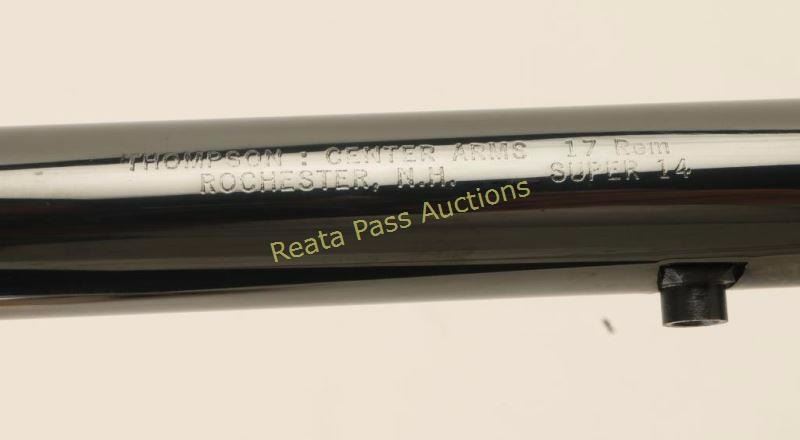 THOMPSON : CENTER ARMS 17 Rem
ROCHESTER, N.H. SUPER 14
Reata Pass Auctions